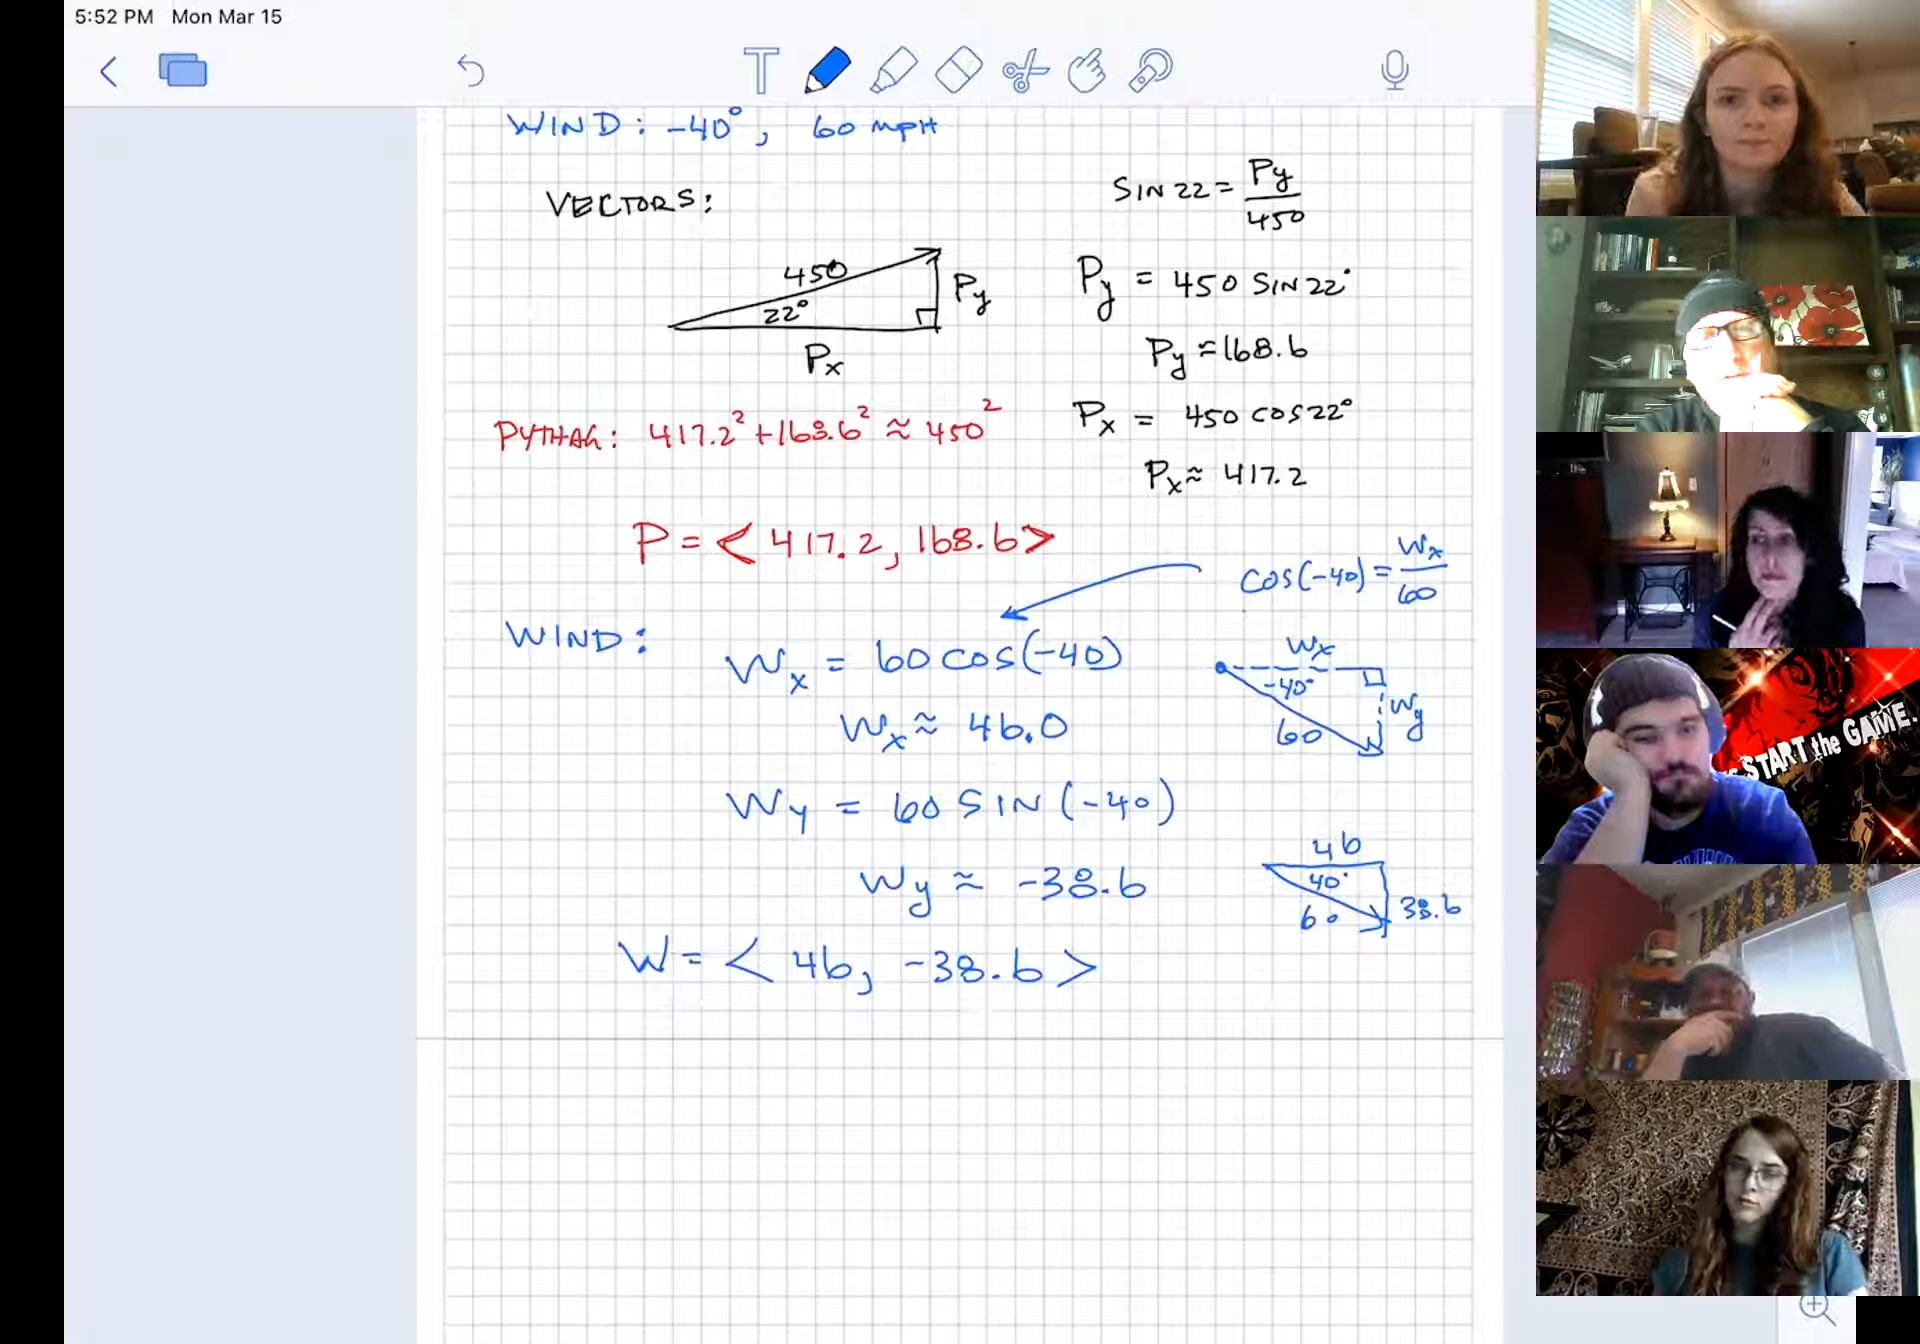 5:52 PM Mon Mar 15
WIND: -40°, 60 mph
VECTORS:
450
22°
Py
Px
SIN 22 = Py/450
Py = 450 SIN 22°
Py ≈ 168.6
Px = 450 cos 22°
Px ≈ 417.2
PYTHAG: 417.2² + 168.6² ≈ 450²
P = < 417.2, 168.6 >
cos(-40) = Wx/60
WIND:
Wx = 60 cos(-40)
Wx ≈ 46.0
Wx
-40°
Wy
60
Wy = 60 SIN (-40)
Wy ≈ -38.6
46
40°
60
38.6
W = < 46, -38.6 >
START the GAME.